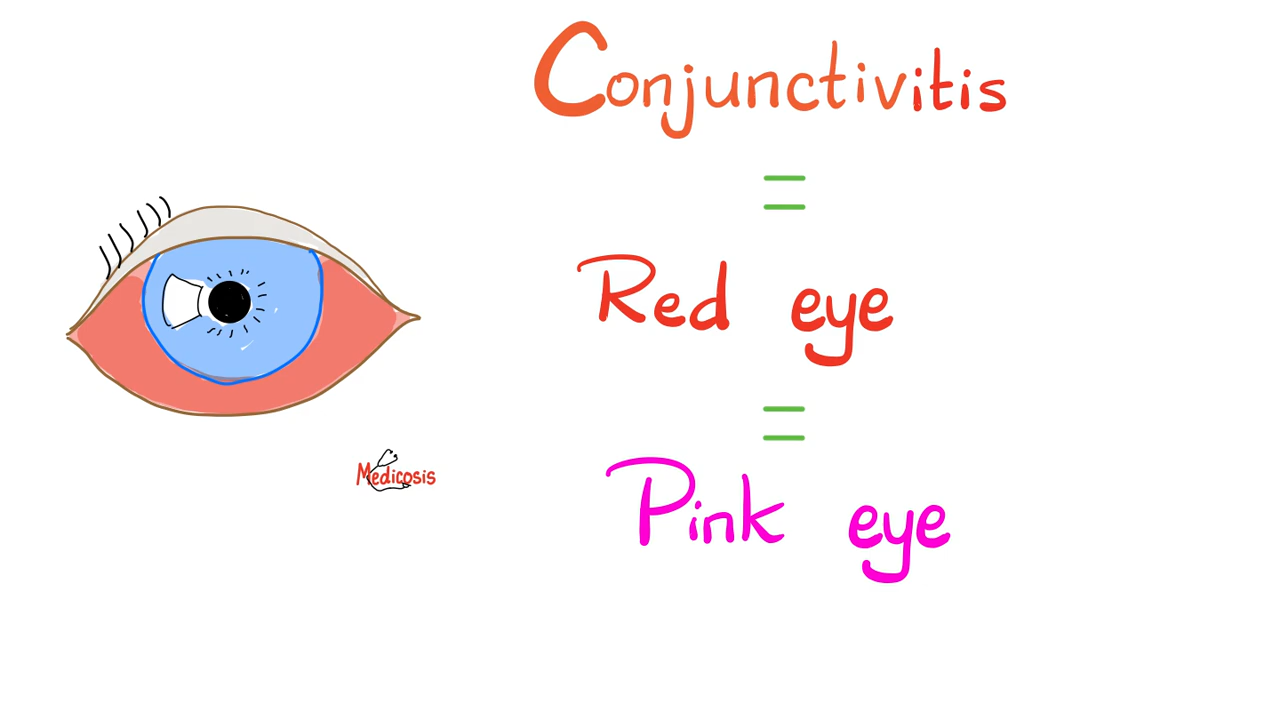 Conjunctivitis
=
Red eye
=
Pink eye
Medicosis